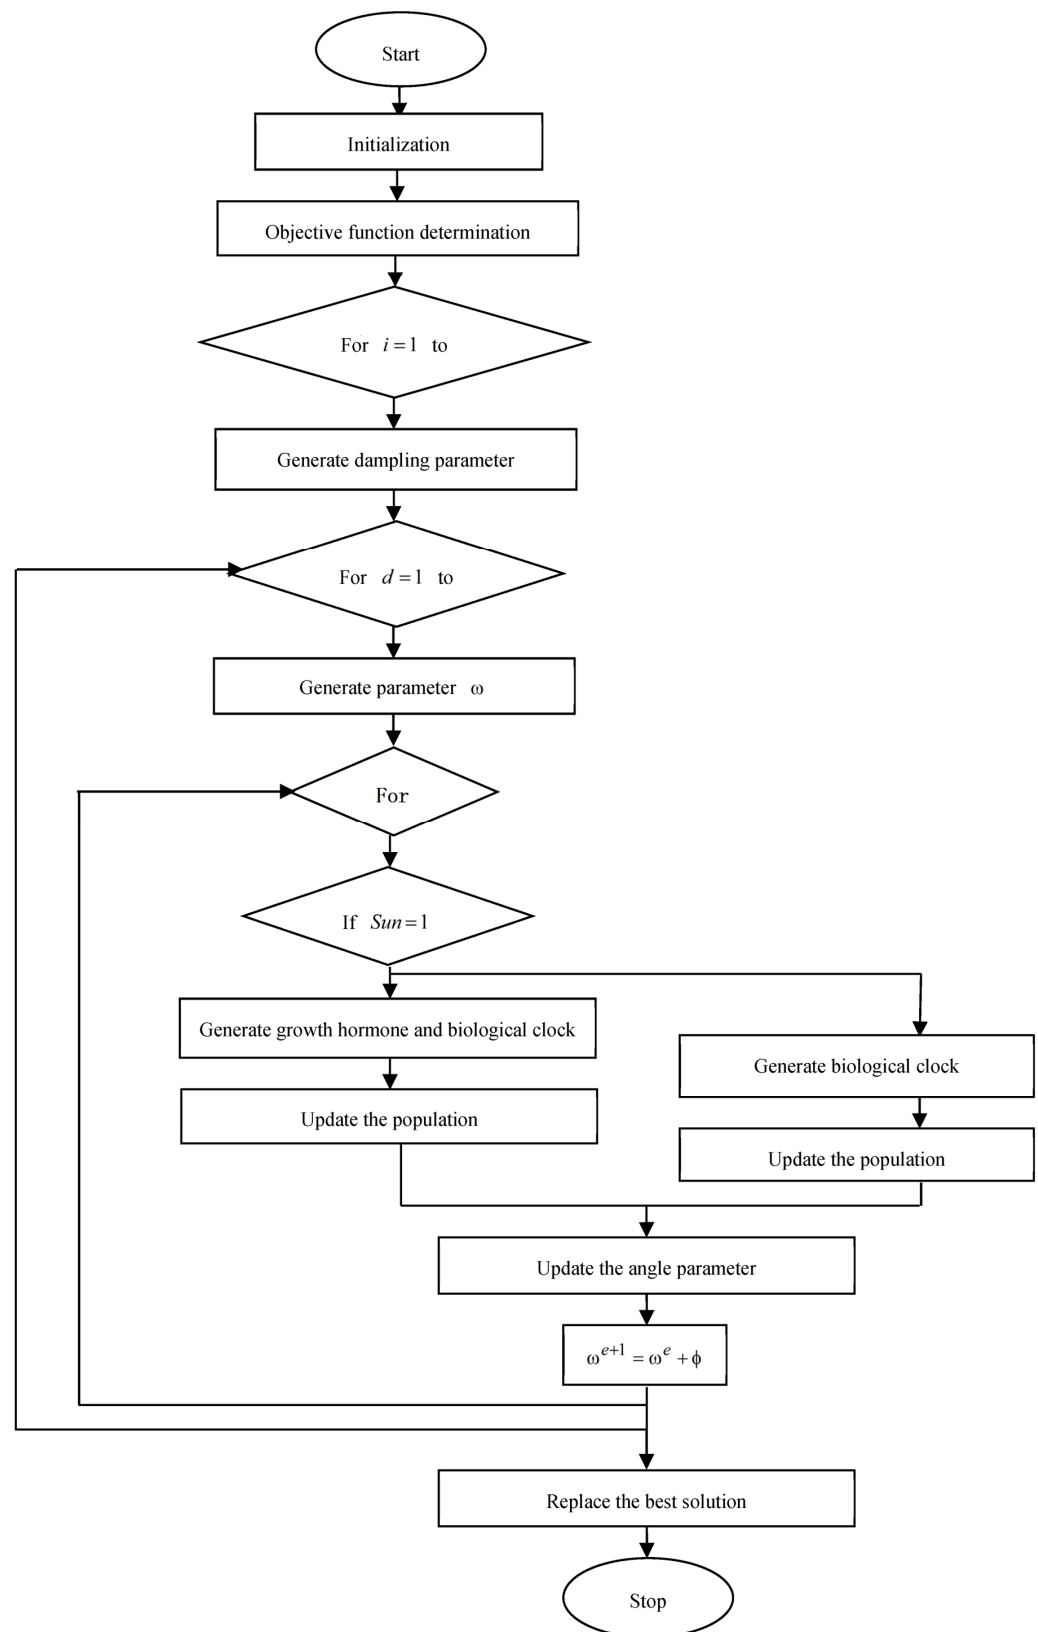 Start
Initialization
Objective function determination
For i=1 to
Generate dampling parameter
For d=1 to
Generate parameter ω
For
If Sun=1
Generate growth hormone and biological clock
Generate biological clock
Update the population
Update the population
Update the angle parameter
ω^{e+1} = ω^e + ϕ
Replace the best solution
Stop